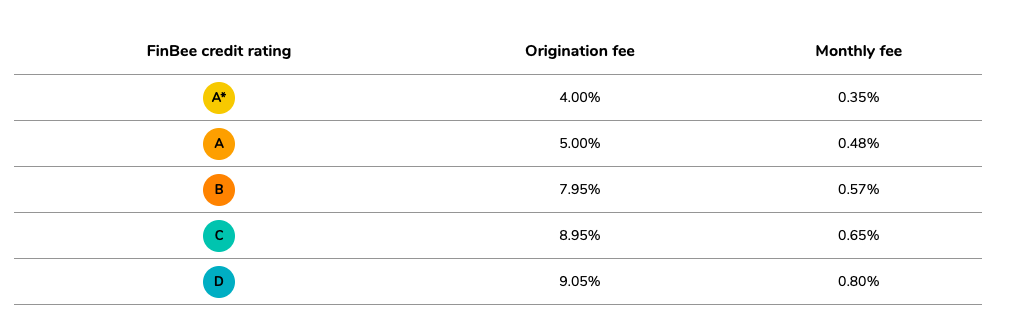 FinBee credit rating Origination fee Monthly fee
A* 4.00% 0.35%
A 5.00% 0.48%
B 7.95% 0.57%
C 8.95% 0.65%
D 9.05% 0.80%